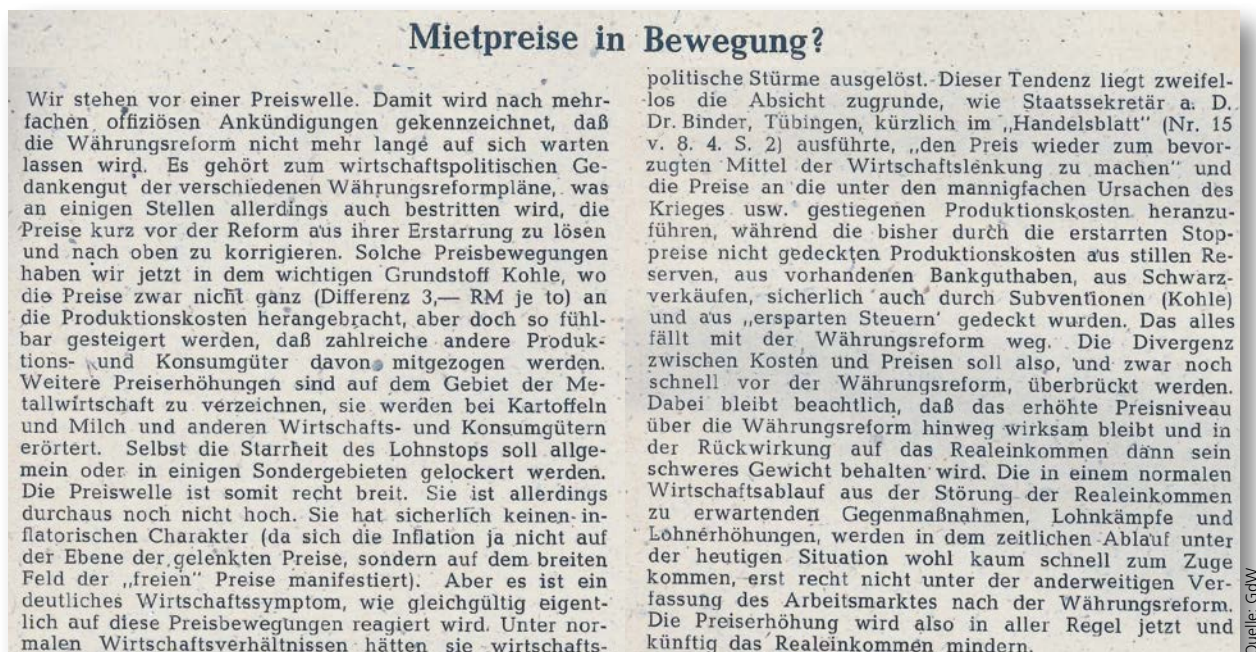 Mietpreise in Bewegung?
Wir stehen vor einer Preiswelle. Damit wird nach mehr-
fachen offiziösen Ankündigungen gekennzeichnet, daß
die Währungsreform nicht mehr lange auf sich warten
lassen wird. Es gehört zum wirtschaftspolitischen Ge-
dankengut der verschiedenen Währungsreformpläne, was
an einigen Stellen allerdings auch bestritten wird, die
Preise kurz vor der Reform aus ihrer Erstarrung zu lösen
und nach oben zu korrigieren. Solche Preisbewegungen
haben wir jetzt in dem wichtigen Grundstoff Kohle, wo
die Preise zwar nicht ganz (Differenz 3,— RM je to) an
die Produktionskosten herangebracht, aber doch so fühl-
bar gesteigert werden, daß zahlreiche andere Produk-
tions- und Konsumgüter davon mitgezogen werden.
Weitere Preiserhöhungen sind auf dem Gebiet der Me-
tallwirtschaft zu verzeichnen, sie werden bei Kartoffeln
und Milch und anderen Wirtschafts- und Konsumgütern
erörtert. Selbst die Starrheit des Lohnstops soll allge-
mein oder in einigen Sondergebieten gelockert werden.
Die Preiswelle ist somit recht breit. Sie ist allerdings
durchaus noch nicht hoch. Sie hat sicherlich keinen in-
flatorischen Charakter (da sich die Inflation ja nicht auf
der Ebene der gelenkten Preise, sondern auf dem breiten
Feld der „freien" Preise manifestiert). Aber es ist ein
deutliches Wirtschaftssymptom, wie gleichgültig eigent-
lich auf diese Preisbewegungen reagiert wird. Unter nor-
malen Wirtschaftsverhältnissen hätten sie wirtschafts-
politische Stürme ausgelöst. Dieser Tendenz liegt zweifel-
los die Absicht zugrunde, wie Staatssekretär a. D.
Dr. Binder, Tübingen, kürzlich im „Handelsblatt" (Nr. 15
v. 8. 4. S. 2) ausführte, „den Preis wieder zum bevor-
zugten Mittel der Wirtschaftslenkung zu machen" und
die Preise an die unter den mannigfachen Ursachen des
Krieges usw. gestiegenen Produktionskosten heranzu-
führen, während die bisher durch die erstarrten Stop-
preise nicht gedeckten Produktionskosten aus stillen Re-
serven, aus vorhandenen Bankguthaben, aus Schwarz-
verkäufen, sicherlich auch durch Subventionen (Kohle)
und aus „ersparten Steuern' gedeckt wurden. Das alles
fällt mit der Währungsreform weg. Die Divergenz
zwischen Kosten und Preisen soll also, und zwar noch
schnell vor der Währungsreform, überbrückt werden.
Dabei bleibt beachtlich, daß das erhöhte Preisniveau
über die Währungsreform hinweg wirksam bleibt und in
der Rückwirkung auf das Realeinkommen dann sein
schweres Gewicht behalten wird. Die in einem normalen
Wirtschaftsablauf aus der Störung der Realeinkommen
zu erwartenden Gegenmaßnahmen, Lohnkämpfe und
Lohnerhöhungen, werden in dem zeitlichen Ablauf unter
der heutigen Situation wohl kaum schnell zum Zuge
kommen, erst recht nicht unter der anderweitigen Ver-
fassung des Arbeitsmarktes nach der Währungsreform.
Die Preiserhöhung wird also in aller Regel jetzt und
künftig das Realeinkommen mindern.
Quelle: GdW